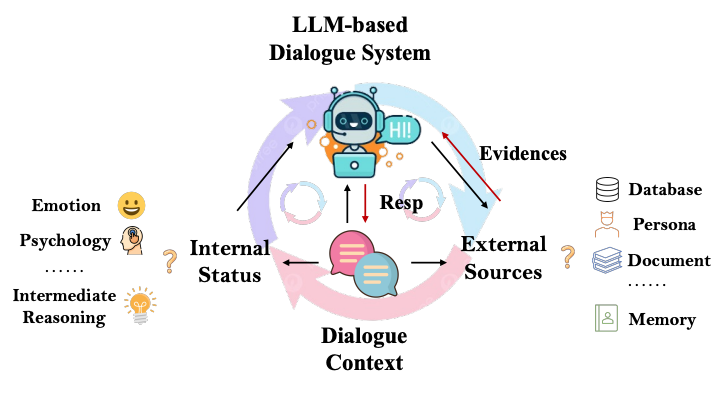 LLM-based
Dialogue System
HI!
Evidences
Resp
Emotion
Psychology
......
Intermediate
Reasoning
?
Internal
Status
External
Sources
?
Database
Persona
Document
......
Memory
Dialogue
Context